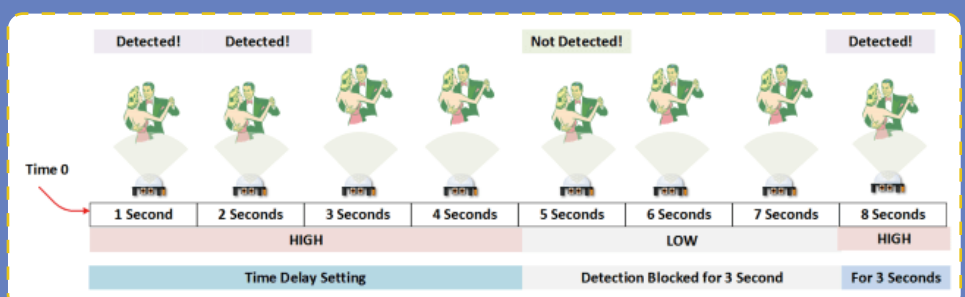 Detected!
Detected!
Not Detected!
Detected!
Time 0
1 Second
2 Seconds
3 Seconds
4 Seconds
5 Seconds
6 Seconds
7 Seconds
8 Seconds
HIGH
LOW
HIGH
Time Delay Setting
Detection Blocked for 3 Second
For 3 Seconds